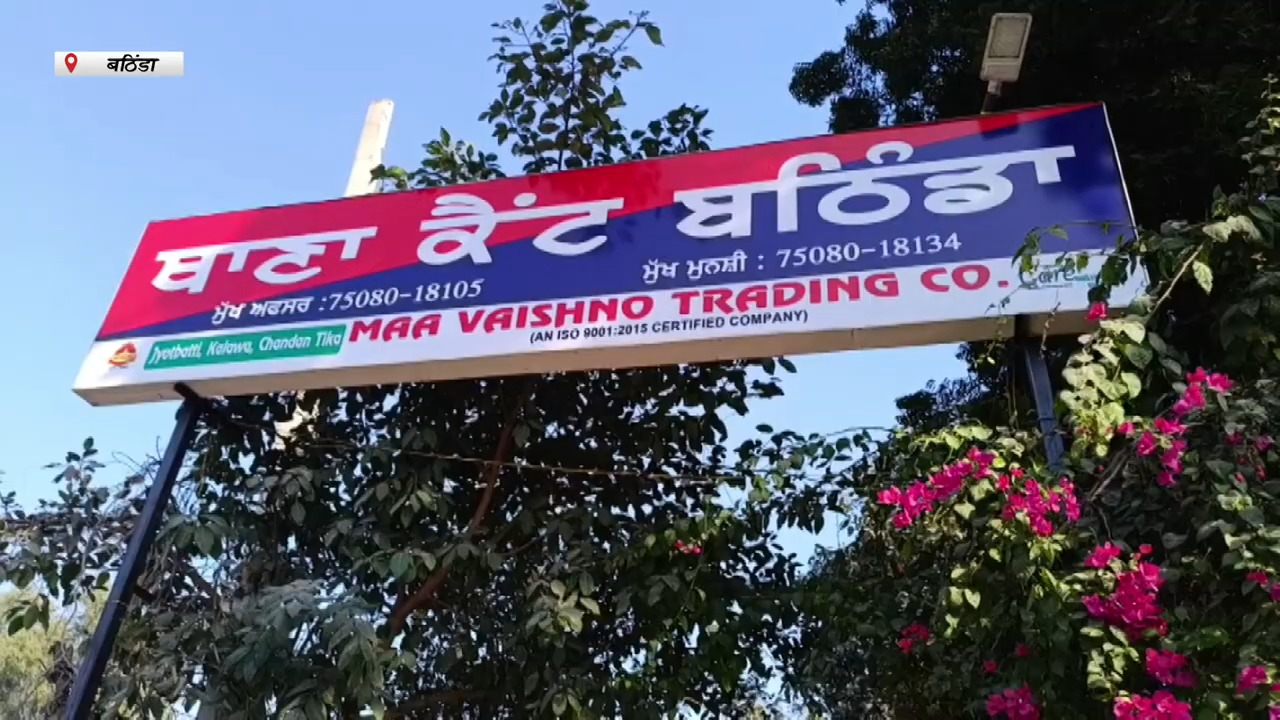 ਬਠਿੰਡਾ
ਥਾਣਾ ਕੈਂਟ ਬਠਿੰਡਾ
ਮੁੱਖ ਅਫਸਰ :75080-18105 ਮੁੱਖ ਮੁਨਸ਼ੀ : 75080-18134
Jyotbatti, Kalawa, Chandan Tika MAA VAISHNO TRADING CO.
(AN ISO 9001:2015 CERTIFIED COMPANY)